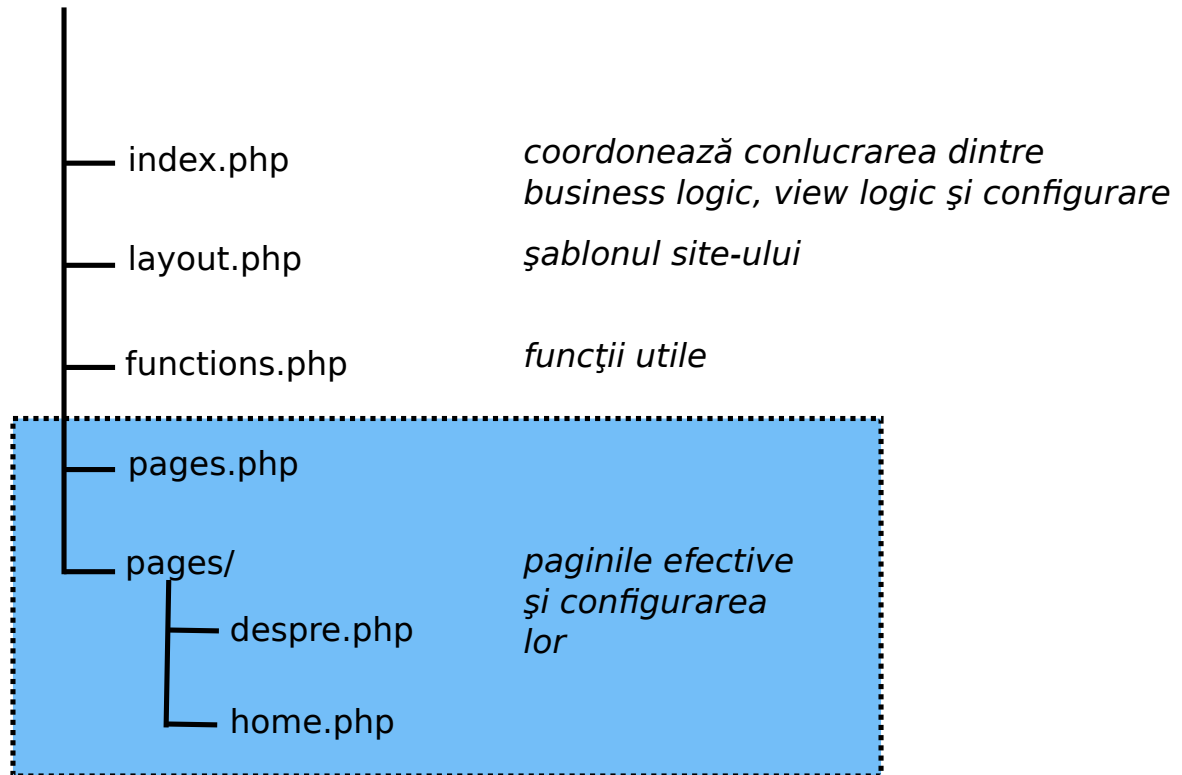 index.php
coordonează conlucrarea dintre
business logic, view logic şi configurare
layout.php
şablonul site-ului
functions.php
funcţii utile
pages.php
pages/
paginile efective
şi configurarea
lor
despre.php
home.php